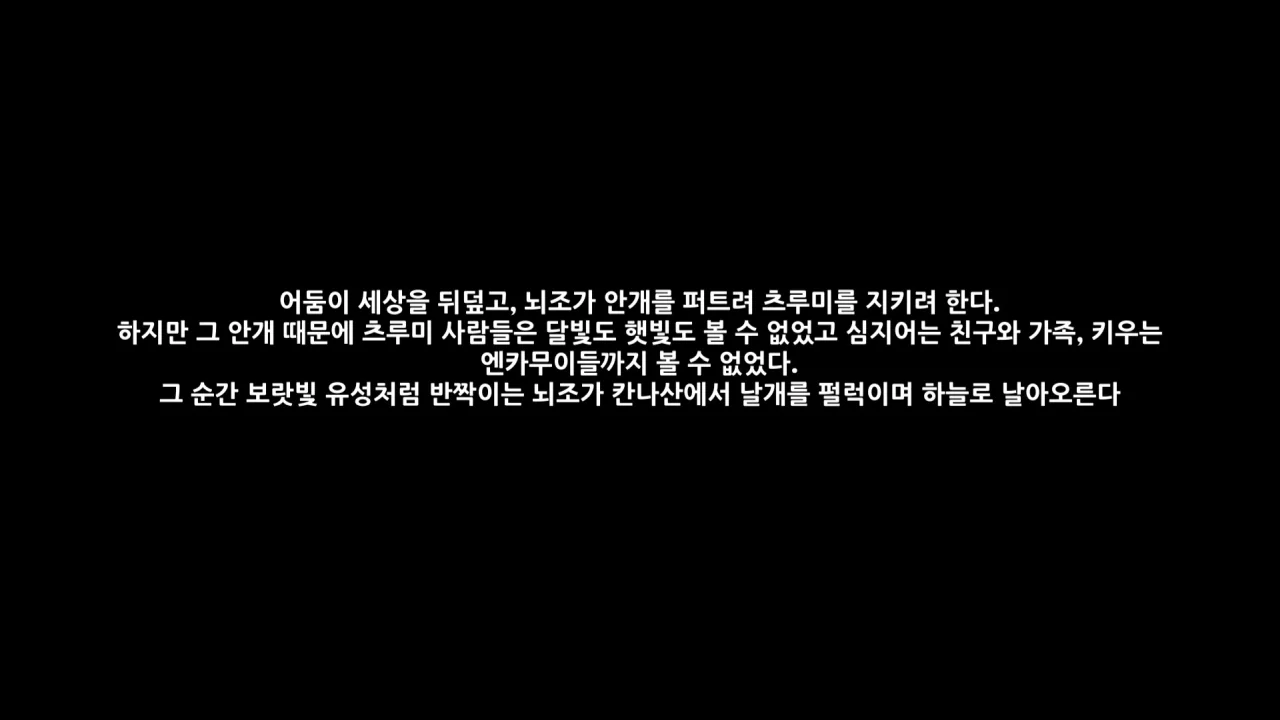 어둠이 세상을 뒤덮고, 뇌조가 안개를 퍼트려 츠루미를 지키려 한다.
하지만 그 안개 때문에 츠루미 사람들은 달빛도 햇빛도 볼 수 없었고 심지어는 친구와 가족, 키우는
엔카무이들까지 볼 수 없었다.
그 순간 보랏빛 유성처럼 반짝이는 뇌조가 칸나산에서 날개를 펄럭이며 하늘로 날아오른다